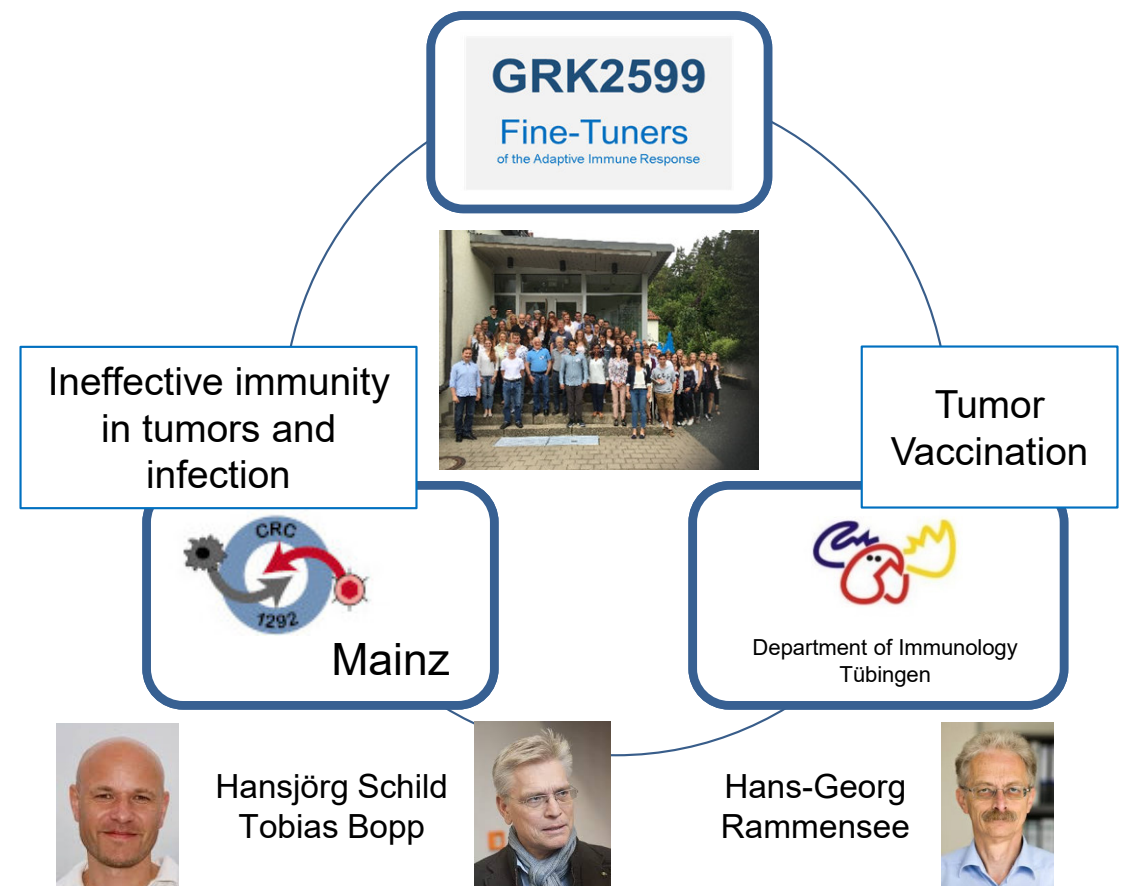 GRK2599
Fine-Tuners
of the Adaptive Immune Response
Ineffective immunity
in tumors and
infection
Tumor
Vaccination
CRC
1292
Mainz
Department of Immunology
Tübingen
Hansjörg Schild
Tobias Bopp
Hans-Georg
Rammensee